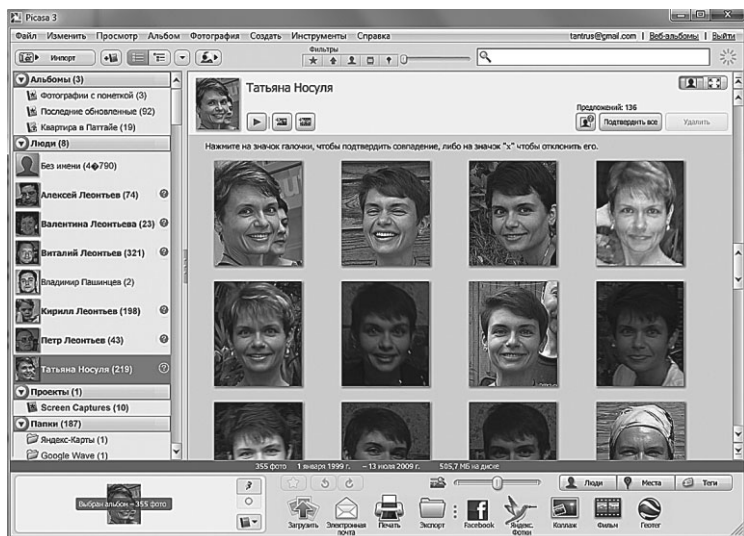 Picasa 3
Файл Изменить Просмотр Альбом Фотография Создать Инструменты Справка
tantrus@gmail.com | Веб-альбомы | Выйти
Импорт
Фильтры
Альбомы (3)
Фотографии с пометкой (3)
Последние обновленные (92)
Квартира в Паттайе (19)
Люди (8)
Без имени (4�790)
Алексей Леонтьев (74)
Валентина Леонтьева (23)
Виталий Леонтьев (321)
Владимир Пашинцев (2)
Кирилл Леонтьев (198)
Петр Леонтьев (43)
Татьяна Носуля (219)
Проекты (1)
Screen Captures (10)
Папки (187)
Яндекс-Карты (1)
Google Wave (1)
Татьяна Носуля
Предложений: 136
Подтвердить все
Удалить
Нажмите на значок галочки, чтобы подтвердить совпадение, либо на значок "x" чтобы отклонить его.
355 фото 1 января 1999 г. – 13 июля 2009 г. 505,7 МБ на диске
Выбран альбом – 355 фото
Люди
Места
Теги
Загрузить
Электронная почта
Печать
Экспорт
Facebook
Яндекс.Фотки
Коллаж
Фильм
Геотег